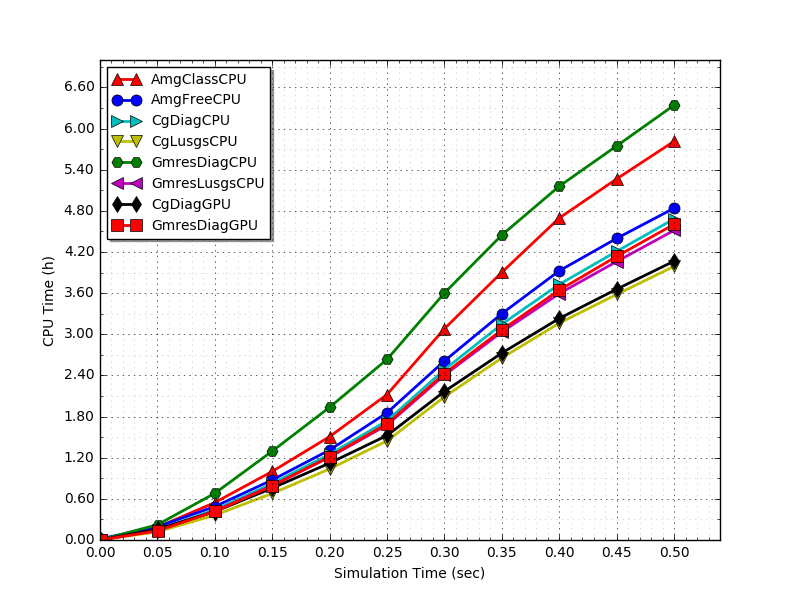 6.60
6.00
5.40
4.80
4.20
3.60
3.00
2.40
1.80
1.20
0.60
0.00
CPU Time (h)
AmgClassCPU
AmgFreeCPU
CgDiagCPU
CgLusgsCPU
GmresDiagCPU
GmresLusgsCPU
CgDiagGPU
GmresDiagGPU
0.00 0.05 0.10 0.15 0.20 0.25 0.30 0.35 0.40 0.45 0.50
Simulation Time (sec)